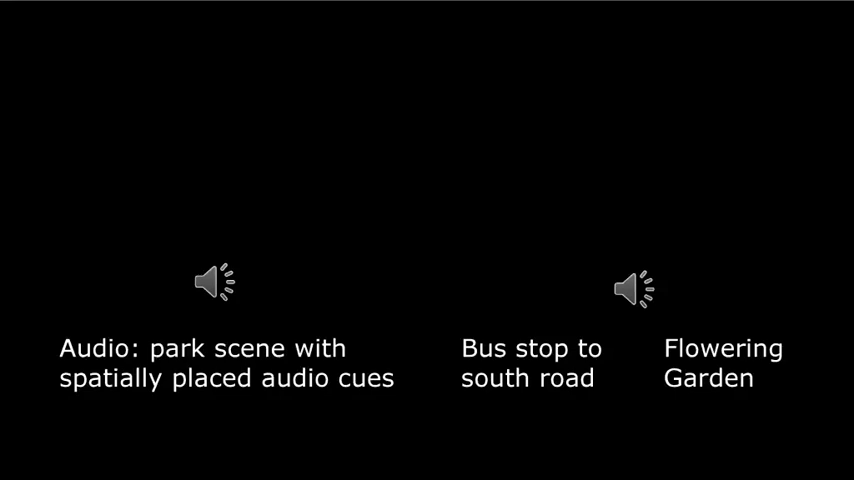 Audio: park scene with
spatially placed audio cues
Bus stop to
south road
Flowering
Garden